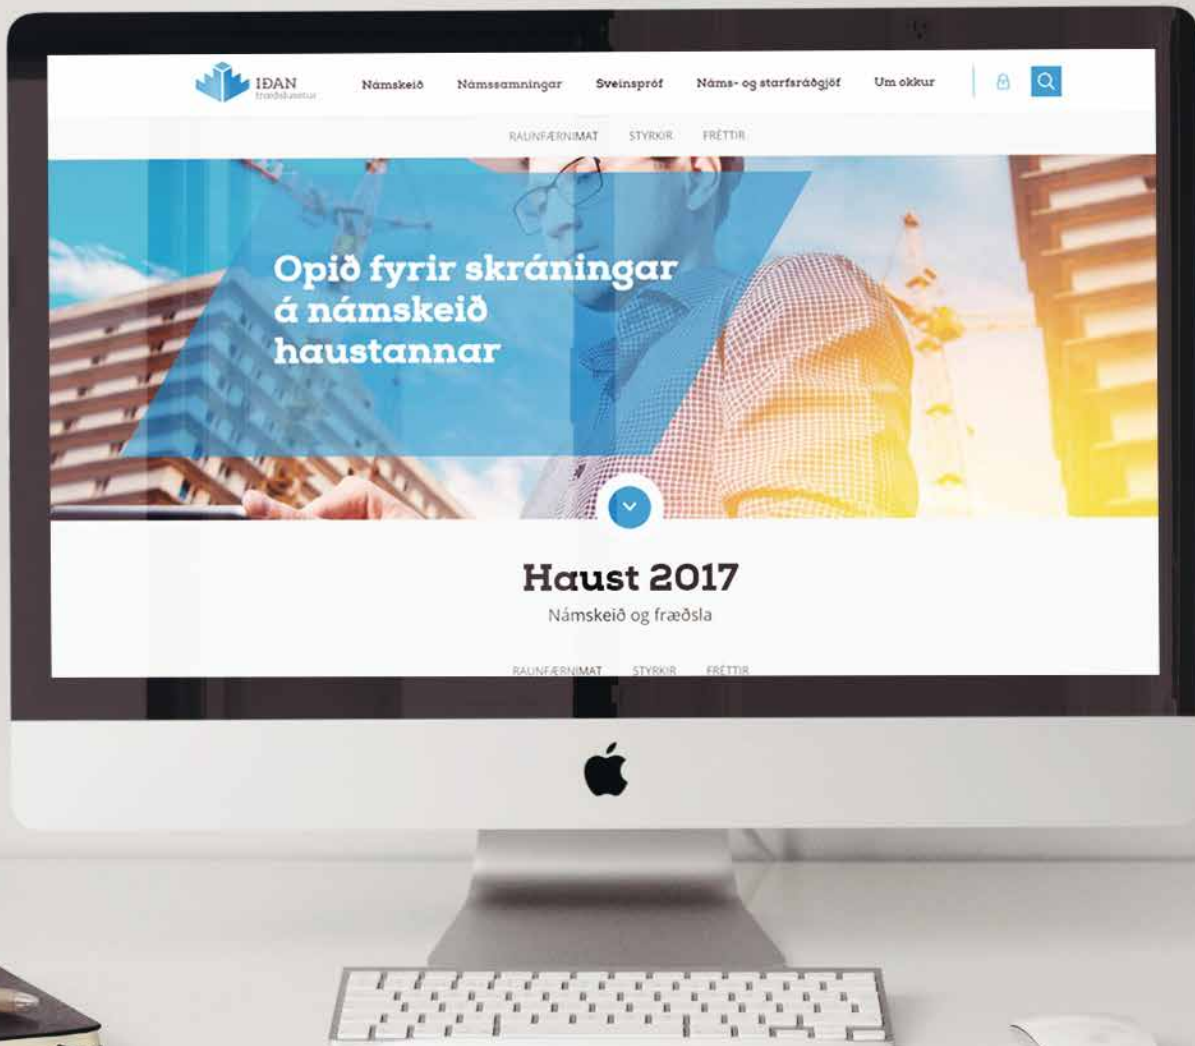 IÐAN
fræðslusetur
Námskeið Námssamningar Sveinspróf Náms- og starfsráðgjöf Um okkur
RAUNFÆRNIMAT STYRKIR FRÉTTIR
Opið fyrir skráningar
á námskeið
haustannar
Haust 2017
Námskeið og fræðsla
RAUNFÆRNIMAT STYRKIR FRÉTTIR